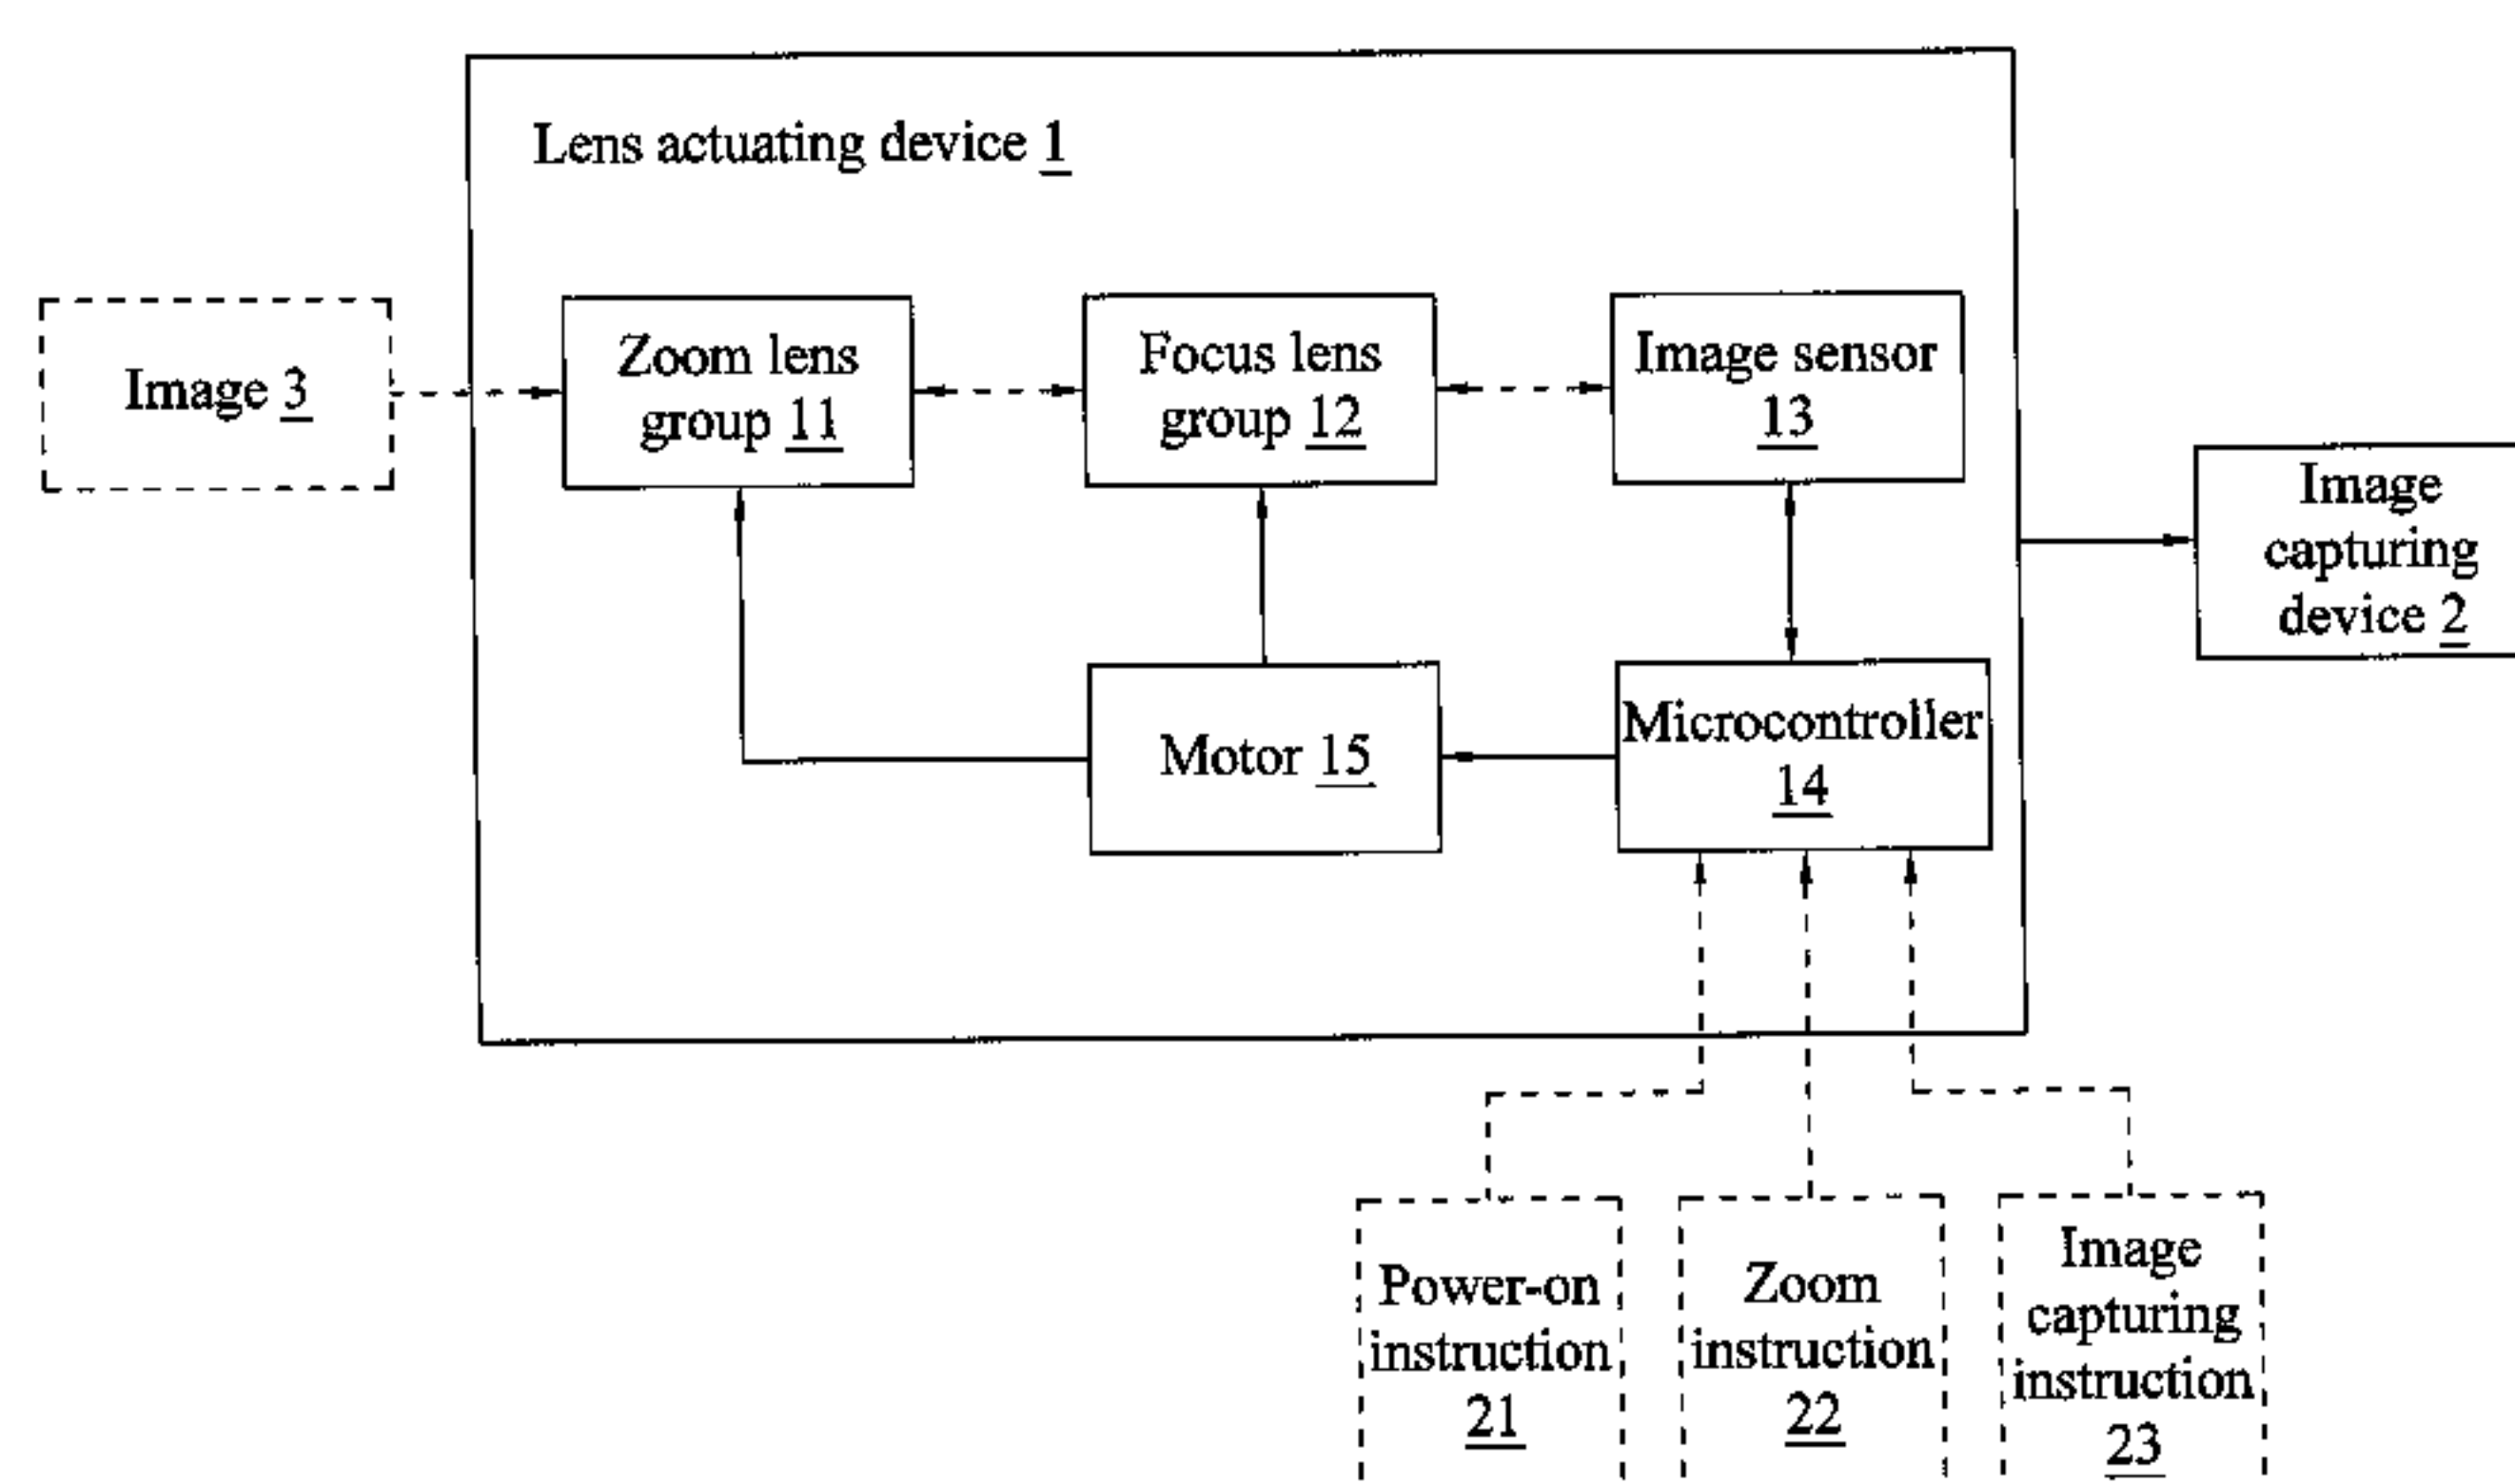 Lens actuating device 1
Image 3
Zoom lens
group 11
Focus lens
group 12
Image sensor
13
Image
capturing
device 2
Motor 15
Microcontroller
14
Power-on
instruction
21
Zoom
instruction
22
Image
capturing
instruction
23